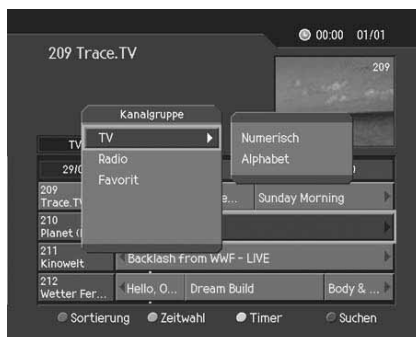 00:00 01/01
209 Trace.TV
209
Kanalgruppe
TV
Radio
Favorit
Numerisch
Alphabet
TV
29/0
209
Trace.T
Sunday Morning
210
Planet
211
Kinowelt
Backlash from WWF - LIVE
212
Wetter Fer...
Hello, O... Dream Build Body & ...
Sortierung Zeitwahl Timer Suchen